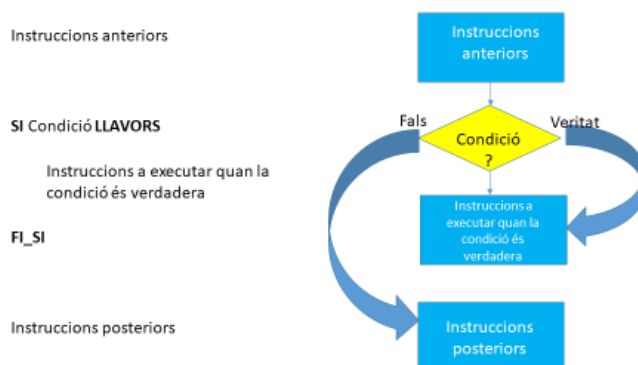 Instruccions anteriors
SI Condició LLAVORS
Instruccions a executar quan la
condició és verdadera
FI_SI
Instruccions posteriors
Instruccions
anteriors
Fals
Veritat
Condició
?
Instruccions a
executar quan la
condició és
verdadera
Instruccions
posteriors